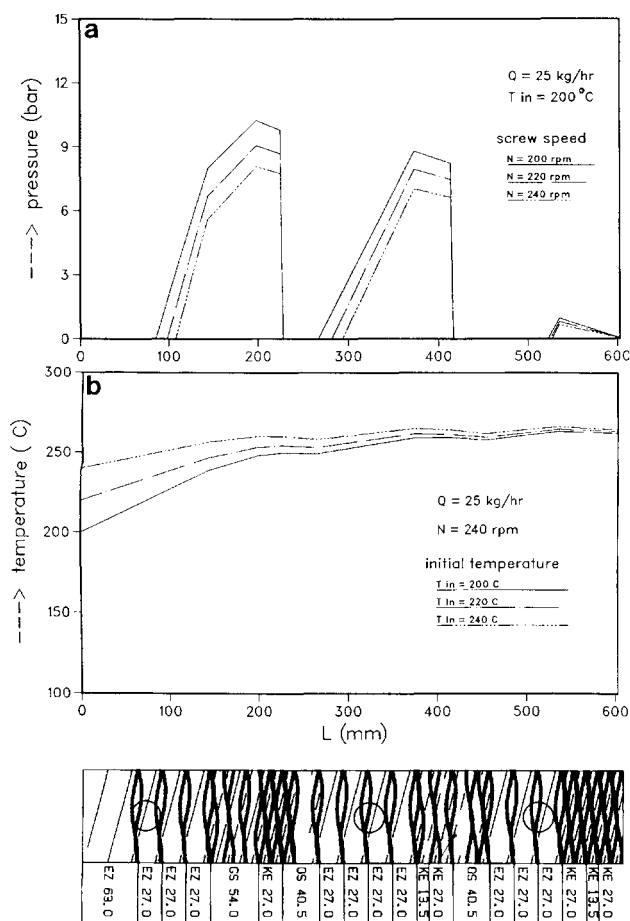 a
15
12
9
6
3
0
----> pressure (bar)
Q = 25 kg/hr
T in = 200 °C
screw speed
N = 200 rpm
N = 220 rpm
N = 240 rpm
0 100 200 300 400 500 600
b
300
250
200
150
100
----> temperature ( C)
Q = 25 kg/hr
N = 240 rpm
initial temperature
T in = 200 C
T in = 220 C
T in = 240 C
0 100 200 300 400 500 600
L (mm)
EZ 63.0
EZ 27.0
EZ 27.0
EZ 27.0
GS 54.0
KE 27.0
OS 40.5
EZ 27.0
EZ 27.0
EZ 27.0
EZ 27.0
KE 13.5
KE 27.0
OS 40.5
EZ 27.0
EZ 27.0
EZ 27.0
KE 27.0
KE 13.5
KE 27.0